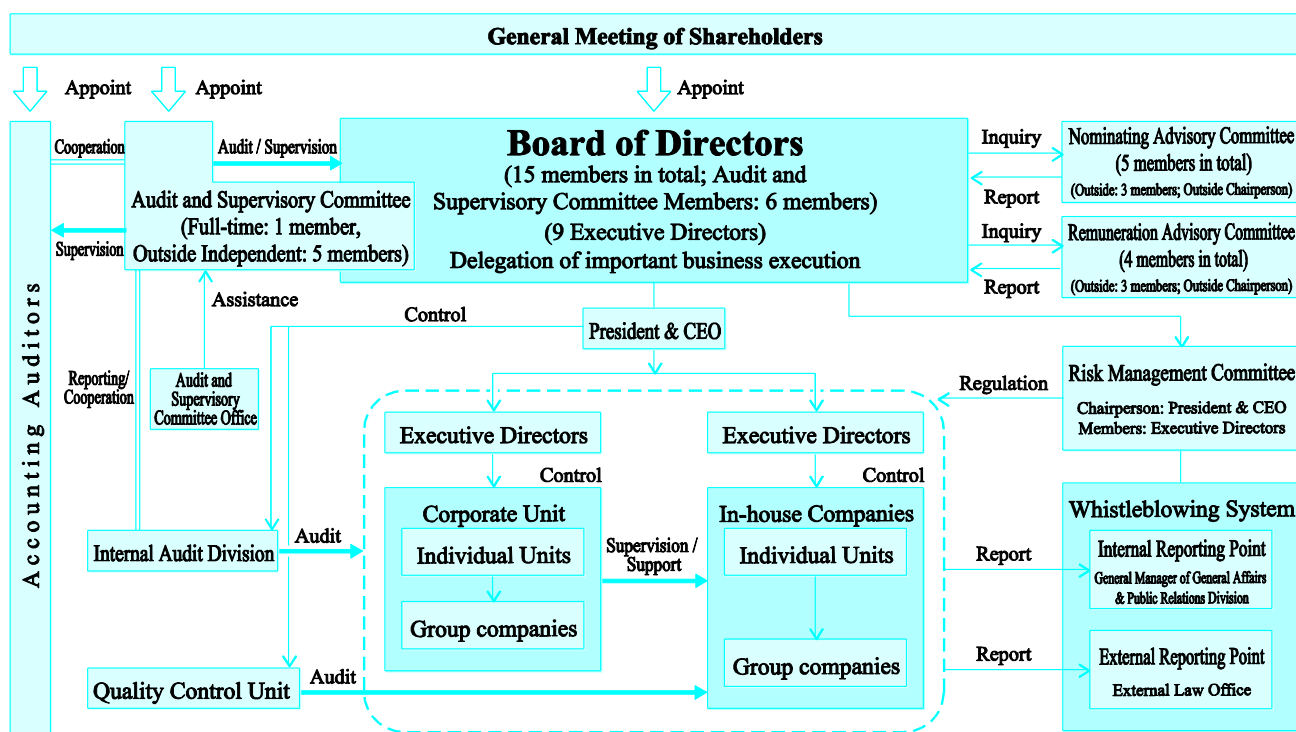 General Meeting of Shareholders
Appoint
Appoint
Appoint
Accounting Auditors
Cooperation
Supervision
Audit and Supervisory Committee
(Full-time: 1 member,
Outside Independent: 5 members)
Audit / Supervision
Board of Directors
(15 members in total; Audit and
Supervisory Committee Members: 6 members)
(9 Executive Directors)
Delegation of important business execution
Inquiry
Report
Nominating Advisory Committee
(5 members in total)
(Outside: 3 members; Outside Chairperson)
Inquiry
Report
Remuneration Advisory Committee
(4 members in total)
(Outside: 3 members; Outside Chairperson)
Assistance
Control
President & CEO
Reporting/
Cooperation
Audit and
Supervisory
Committee Office
Regulation
Risk Management Committee
Chairperson: President & CEO
Members: Executive Directors
Executive Directors
Executive Directors
Control
Control
Corporate Unit
Individual Units
Group companies
Supervision /
Support
In-house Companies
Individual Units
Group companies
Internal Audit Division
Audit
Quality Control Unit
Audit
Report
Report
Whistleblowing System
Internal Reporting Point
General Manager of General Affairs
& Public Relations Division
External Reporting Point
External Law Office